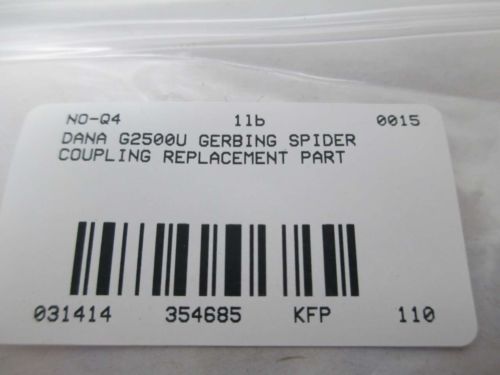 NO-Q4 1lb 0015
DANA G2500U GERBING SPIDER
COUPLING REPLACEMENT PART
031414 354685 KFP 110